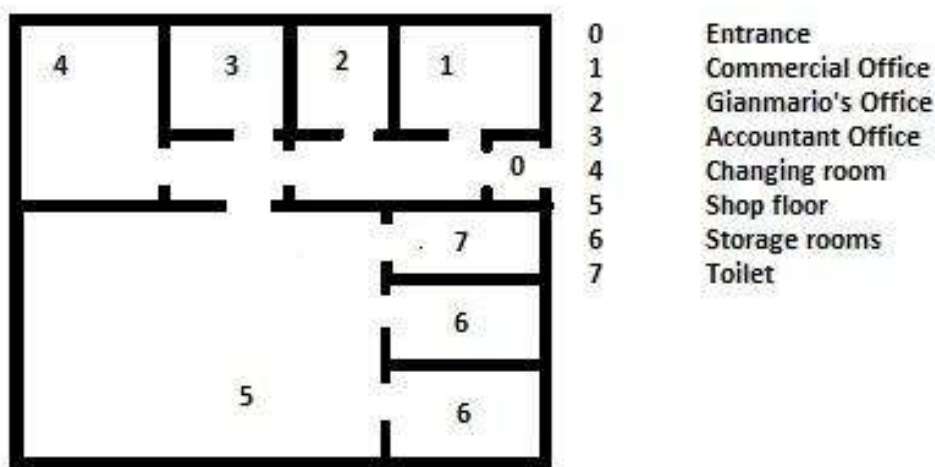 4 3 2 1
0
7
6
5
6
0 Entrance
1 Commercial Office
2 Gianmario's Office
3 Accountant Office
4 Changing room
5 Shop floor
6 Storage rooms
7 Toilet